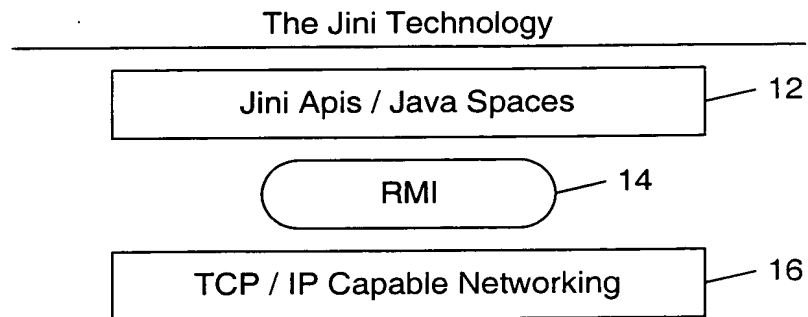 The Jini Technology
Jini Apis / Java Spaces
12
RMI
14
TCP / IP Capable Networking
16